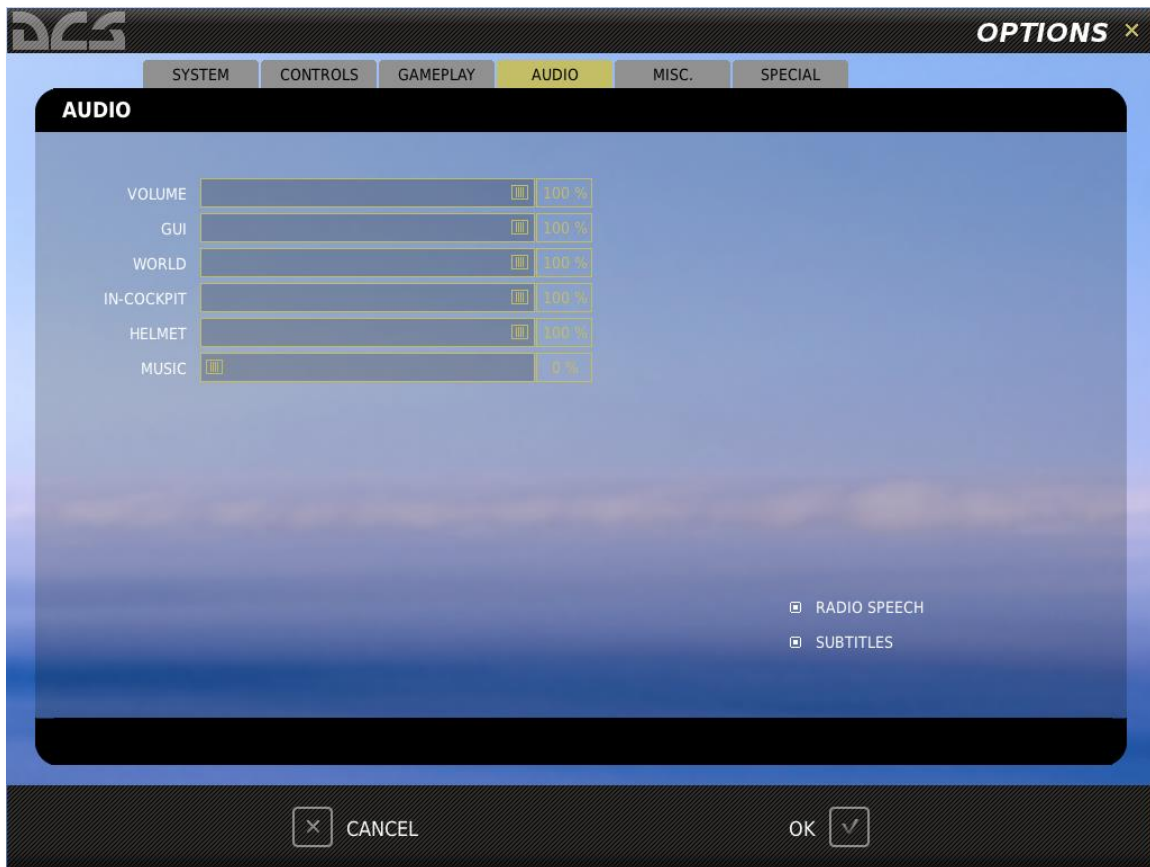 DCS
OPTIONS
SYSTEM CONTROLS GAMEPLAY AUDIO MISC. SPECIAL
AUDIO
VOLUME 100 %
GUI 100 %
WORLD 100 %
IN-COCKPIT 100 %
HELMET 100 %
MUSIC 0 %
RADIO SPEECH
SUBTITLES
CANCEL OK